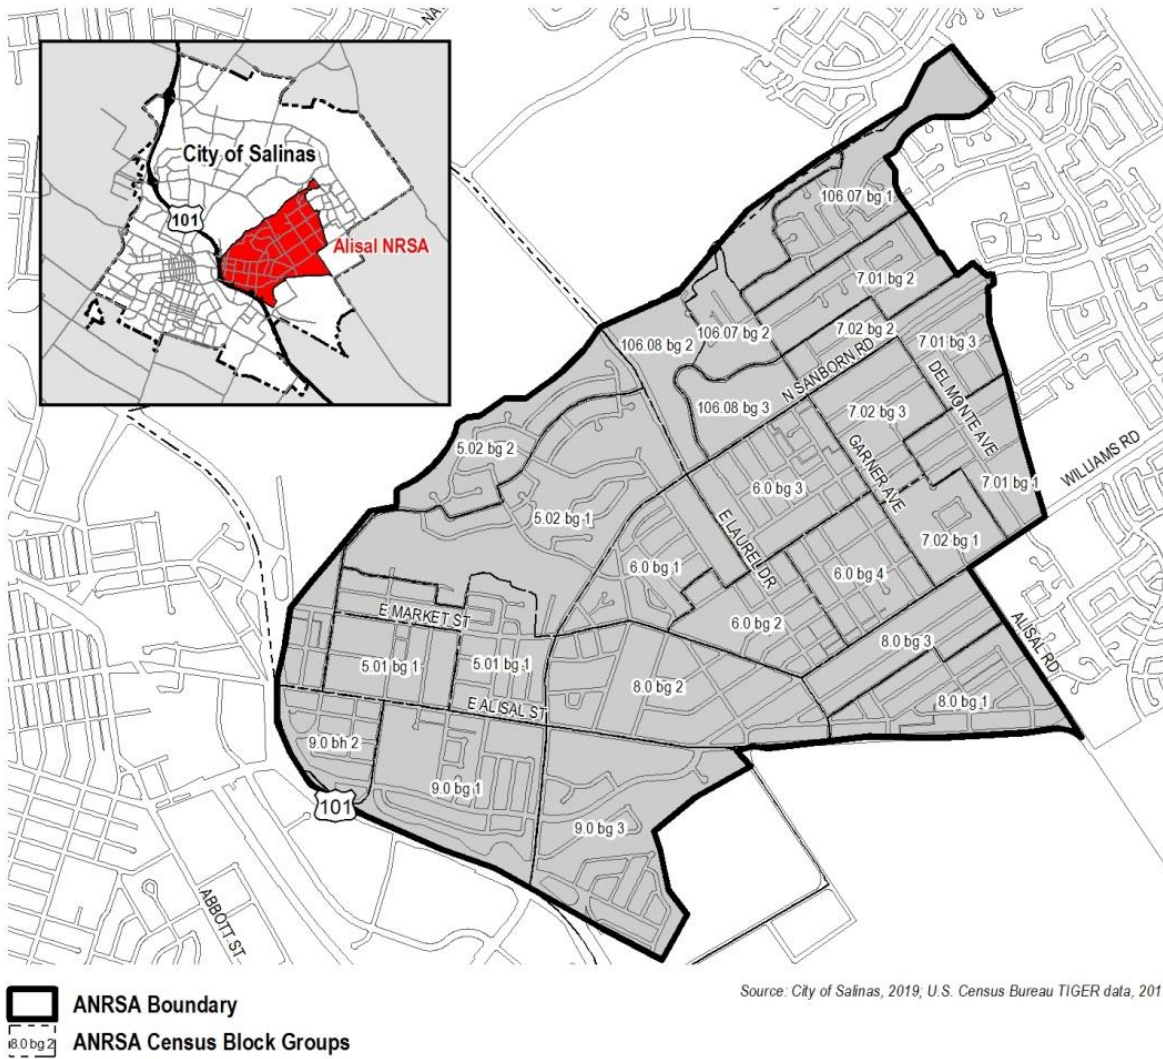 NA
City of Salinas
101
Alisal NRSA
106.07 bg 1
7.01 bg 2
106.08 bg 2
106.07 bg 2
7.02 bg 2
7.01 bg 3
N SANBORN RD
DEL MONTE AVE
106.08 bg 3
7.02 bg 3
GARNER AVE
WILLIAMS RD
5.02 bg 2
6.0 bg 3
7.01 bg 1
5.02 bg 1
E LAUREL DR
7.02 bg 1
6.0 bg 1
6.0 bg 4
E MARKET ST
6.0 bg 2
ALISAL RD
8.0 bg 3
5.01 bg 1
5.01 bg 1
8.0 bg 2
8.0 bg 1
E ALISAL ST
9.0 bh 2
9.0 bg 1
101
9.0 bg 3
ABBOTT ST
Source: City of Salinas, 2019; U.S. Census Bureau TIGER data, 201
ANRSA Boundary
8.0 bg 2
ANRSA Census Block Groups